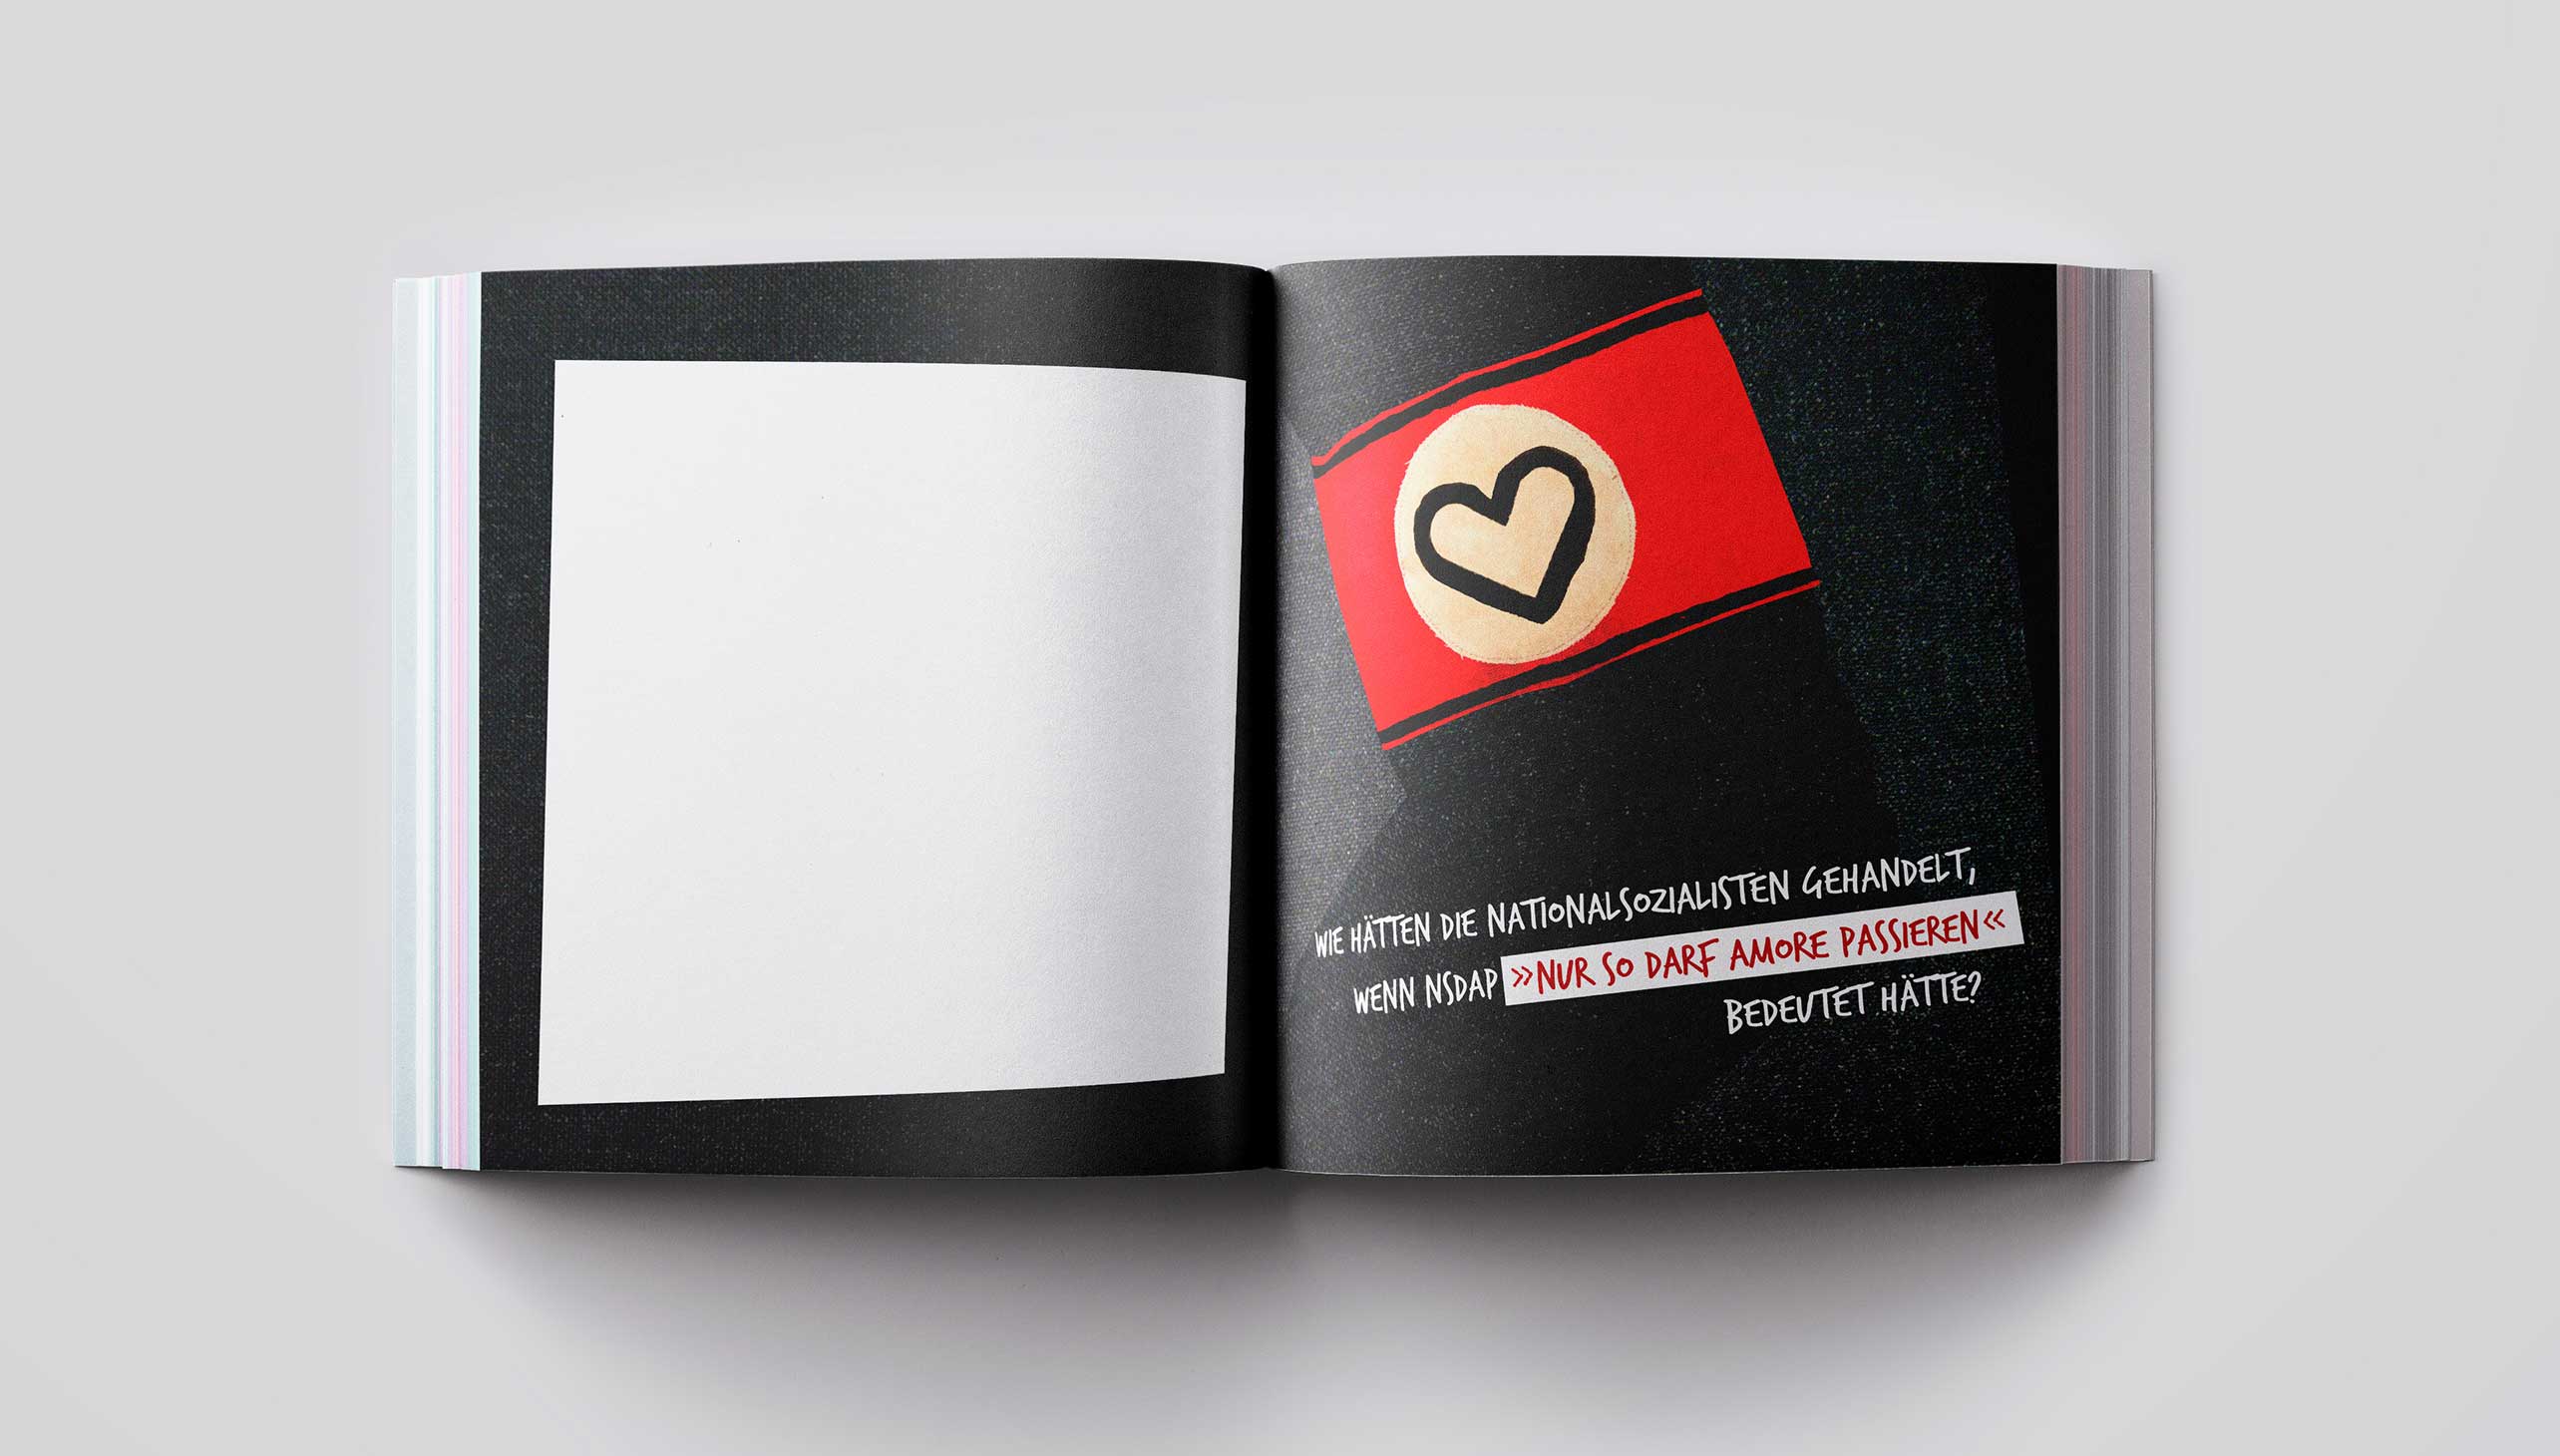 WIE HÄTTEN DIE NATIONALSOZIALISTEN GEHANDELT,
WENN NSDAP »NUR SO DARF AMORE PASSIEREN«
BEDEUTET HÄTTE?